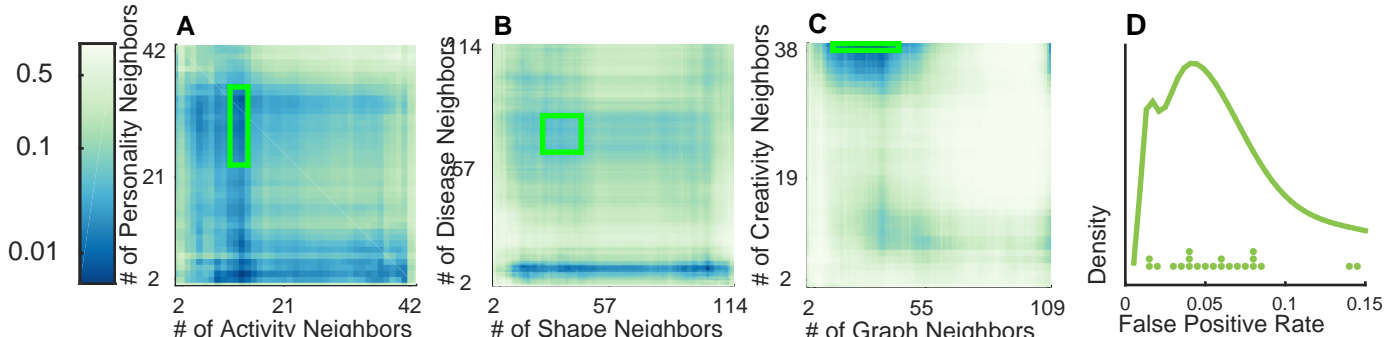 0.5
0.1
0.01
A
# of Personality Neighbors
42
21
2
2 21 42
# of Activity Neighbors
B
# of Disease Neighbors
114
57
2
2 57 114
# of Shape Neighbors
C
# of Creativity Neighbors
38
19
2
2 55 109
# of Graph Neighbors
D
Density
0 0.05 0.1 0.15
False Positive Rate